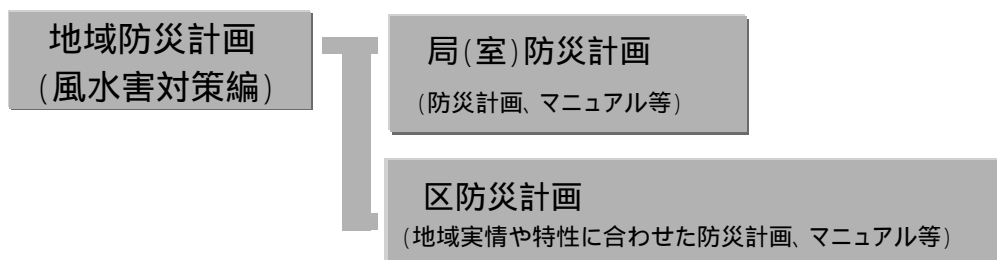 地域防災計画
(風水害対策編)
局(室)防災計画
(防災計画、マニュアル等)
区防災計画
(地域実情や特性に合わせた防災計画、マニュアル等)